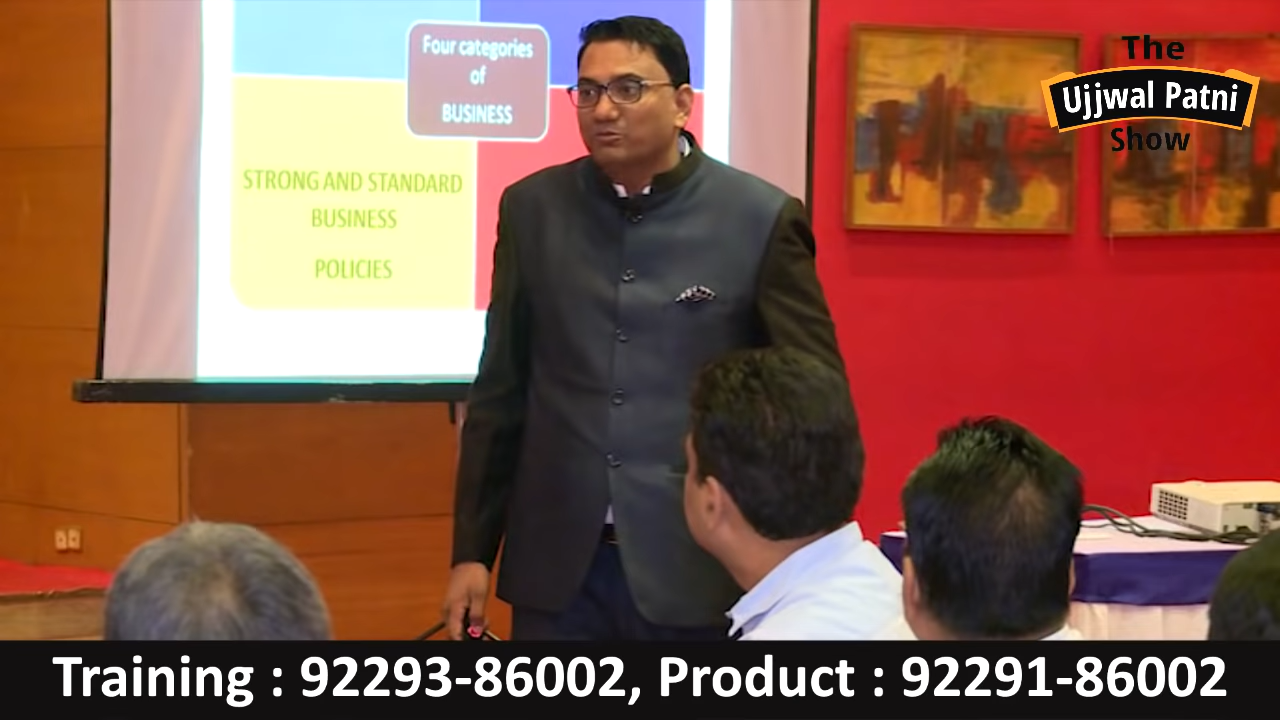 Four categories
of
BUSINESS
STRONG AND STANDARD
BUSINESS
POLICIES
The
Ujjwal Patni
Show
Training : 92293-86002, Product : 92291-86002